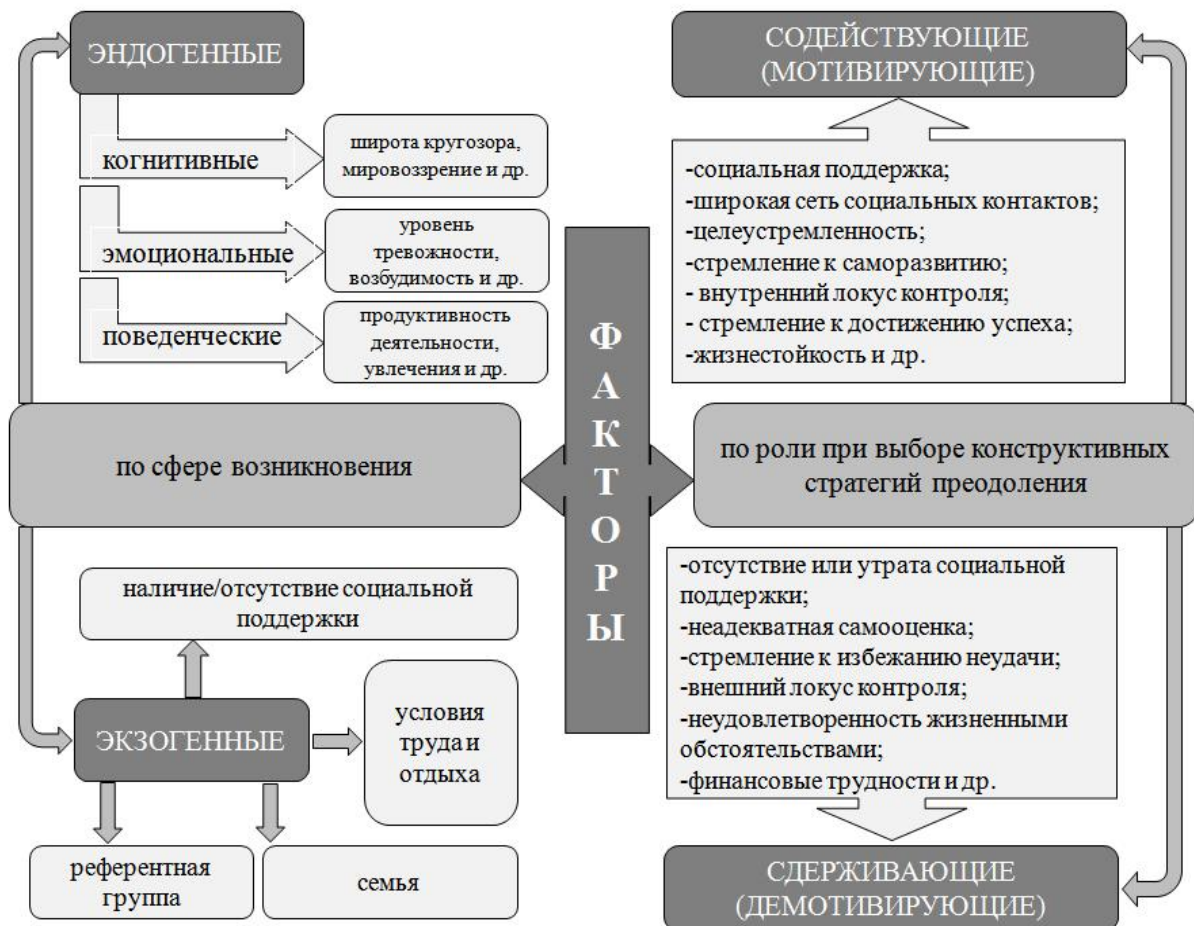 ЭНДОГЕННЫЕ
когнитивные
широта кругозора,
мировоззрение и др.
эмоциональные
уровень
тревожности,
возбудимость и др.
поведенческие
продуктивность
деятельности,
увлечения и др.
по сфере возникновения
наличие/отсутствие социальной
поддержки
ЭКЗОГЕННЫЕ
условия
труда и
отдыха
референтная
группа
семья
Ф
А
К
Т
О
Р
Ы
СОДЕЙСТВУЮЩИЕ
(МОТИВИРУЮЩИЕ)
-социальная поддержка;
-широкая сеть социальных контактов;
-целеустремленность;
-стремление к саморазвитию;
- внутренний локус контроля;
- стремление к достижению успеха;
-жизнестойкость и др.
по роли при выборе конструктивных
стратегий преодоления
-отсутствие или утрата социальной
поддержки;
-неадекватная самооценка;
-стремление к избежанию неудачи;
-внешний локус контроля;
-неудовлетворенность жизненными
обстоятельствами;
-финансовые трудности и др.
СДЕРЖИВАЮЩИЕ
(ДЕМОТИВИРУЮЩИЕ)